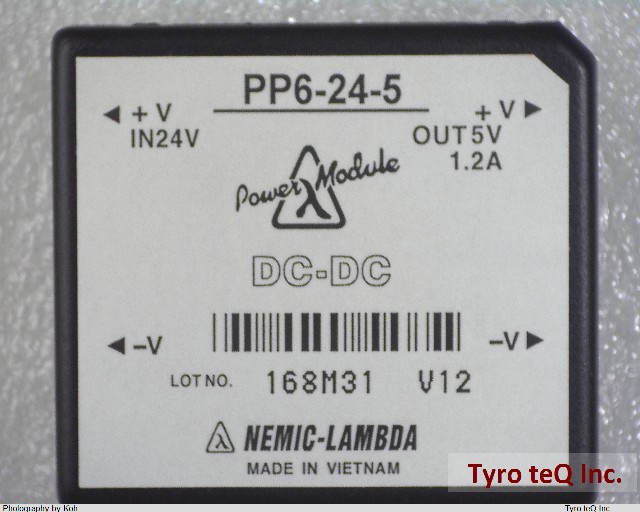 PP6-24-5
+V
IN24V
+V
OUT5V
1.2A
Power λ Module
DC-DC
-V
-V
LOT NO. 168M31 V12
λ NEMIC-LAMBDA
MADE IN VIETNAM
Tyro teQ Inc.
Photography by Koh
Tyro teQ Inc.